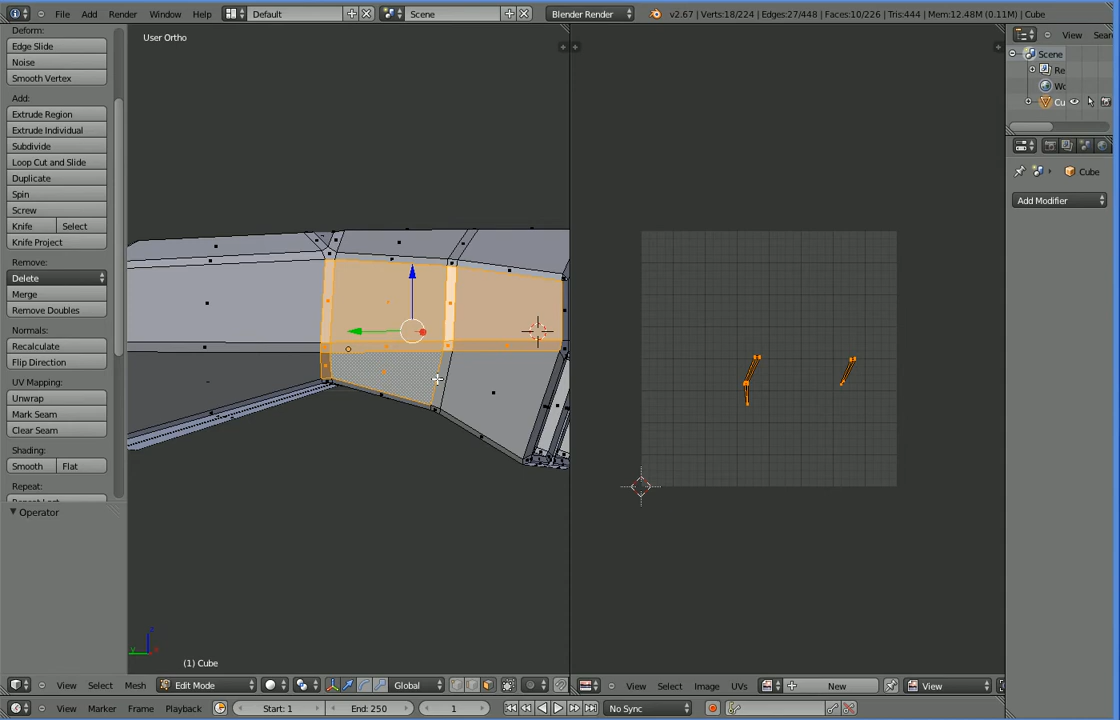 File Add Render Window Help Default Scene Blender Render v2.67 | Verts:18/224 | Edges:27/448 | Faces:10/226 | Tris:444 | Mem:12.48M (0.11M) | Cube
Deform:
Edge Slide
Noise
Smooth Vertex
Add:
Extrude Region
Extrude Individual
Subdivide
Loop Cut and Slide
Duplicate
Spin
Screw
Knife Select
Knife Project
Remove:
Delete
Merge
Remove Doubles
Normals:
Recalculate
Flip Direction
UV Mapping:
Unwrap
Mark Seam
Clear Seam
Shading:
Smooth Flat
Repeat:
Operator
User Ortho
z
y x
(1) Cube
View Sear
Scene
Re
Wo
Cu
Cube
Add Modifier
View Select Mesh Edit Mode Global
View Select Image UVs New View
View Marker Frame Playback Start: 1 End: 250 1 No Sync